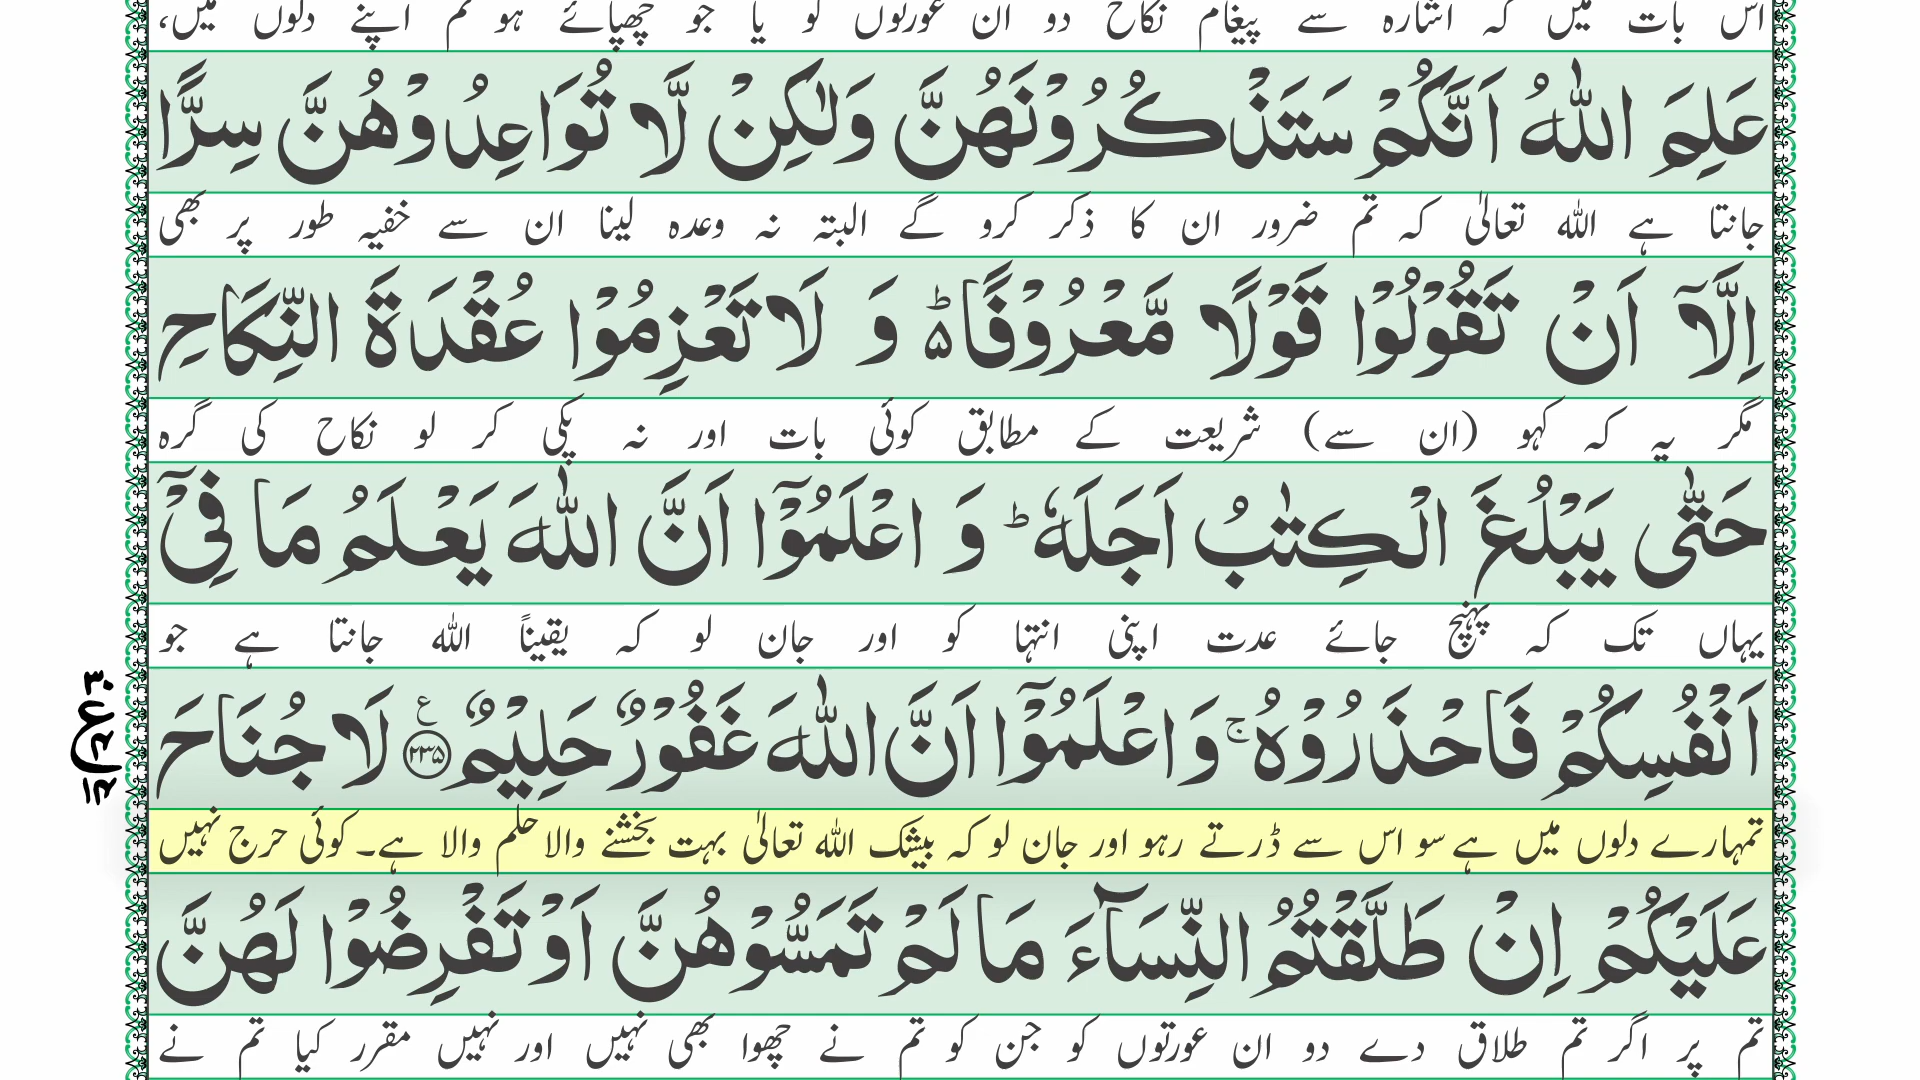 اس بات میں کہ اشارہ سے پیغام نکاح دو ان عورتوں کو یا جو چھپائے ہو تم اپنے دلوں میں،
عَلِمَ اللّٰهُ اَنَّكُمْ سَتَذْكُرُوْنَهُنَّ وَلٰكِنْ لَّا تُوَاعِدُوْهُنَّ سِرًّا
جانتا ہے اللہ تعالیٰ کہ تم ضرور ان کا ذکر کرو گے البتہ نہ وعدہ لینا ان سے خفیہ طور پر بھی
اِلَّاۤ اَنْ تَقُوْلُوْا قَوْلًا مَّعْرُوْفًا۬ؕ وَ لَا تَعْزِمُوْا عُقْدَةَ النِّكَاحِ
مگر یہ کہ کہو (ان سے) شریعت کے مطابق کوئی بات اور نہ پکی کر لو نکاح کی گرہ
حَتّٰى يَبْلُغَ الْكِتٰبُ اَجَلَهٗؕ وَ اعْلَمُوْۤا اَنَّ اللّٰهَ يَعْلَمُ مَا فِيْۤ
یہاں تک کہ پہنچ جائے عدت اپنی انتہا کو اور جان لو کہ یقیناً اللہ جانتا ہے جو
اَنْفُسِكُمْ فَاحْذَرُوْهُۚ وَاعْلَمُوْۤا اَنَّ اللّٰهَ غَفُوْرٌ حَلِيْمٌ ۲۳۵ ع لَا جُنَاحَ
تمہارے دلوں میں ہے سو اس سے ڈرتے رہو اور جان لو کہ بیشک اللہ تعالیٰ بہت بخشنے والا حلم والا ہے۔ کوئی حرج نہیں
عَلَيْكُمْ اِنْ طَلَّقْتُمُ النِّسَآءَ مَا لَمْ تَمَسُّوْهُنَّ اَوْ تَفْرِضُوْا لَهُنَّ
تم پر اگر تم طلاق دے دو ان عورتوں کو جن کو تم نے چھوا بھی نہیں اور نہیں مقرر کیا تم نے